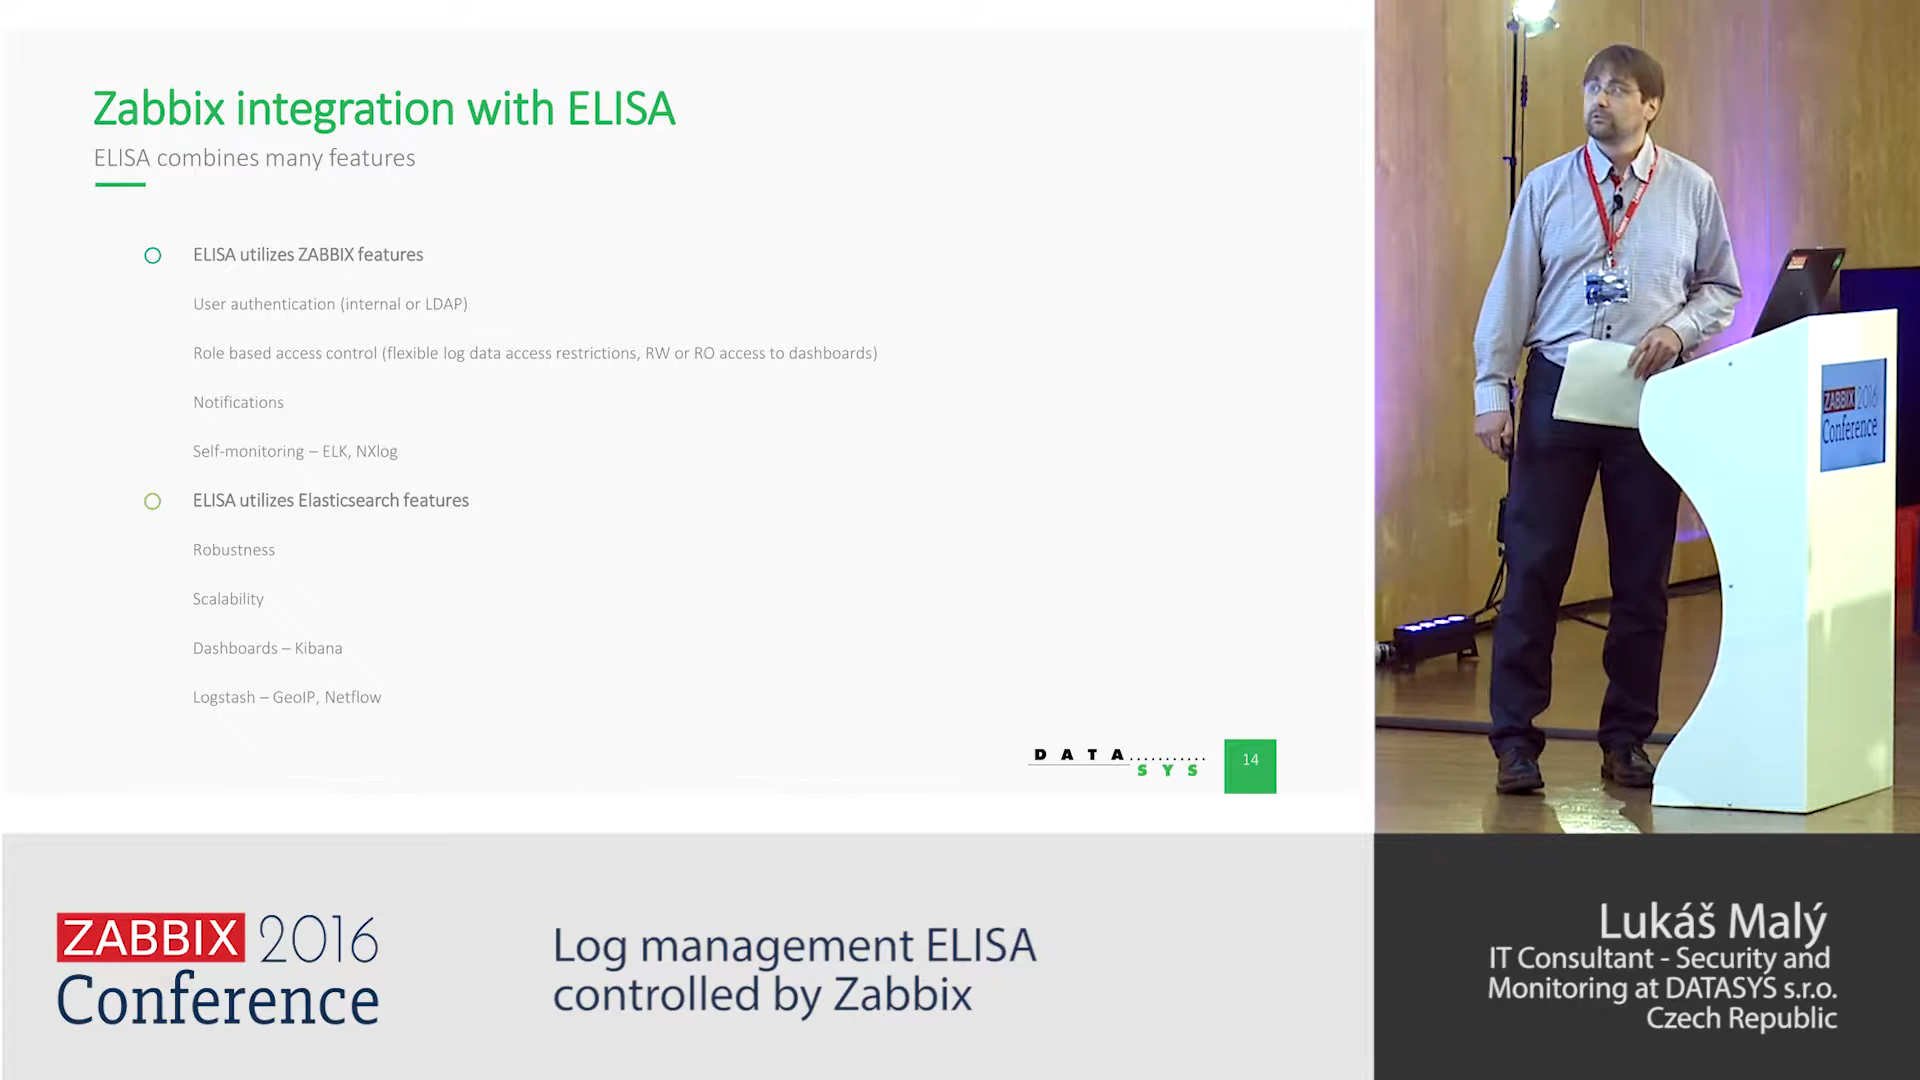 Zabbix integration with ELISA
ELISA combines many features
ELISA utilizes ZABBIX features
User authentication (internal or LDAP)
Role based access control (flexible log data access restrictions, RW or RO access to dashboards)
Notifications
Self-monitoring – ELK, NXlog
ELISA utilizes Elasticsearch features
Robustness
Scalability
Dashboards – Kibana
Logstash – GeoIP, Netflow
DATA
SYS
14
ZABBIX 2016
Conference
ZABBIX 2016
Conference
Log management ELISA
controlled by Zabbix
Lukáš Malý
IT Consultant - Security and
Monitoring at DATASYS s.r.o.
Czech Republic